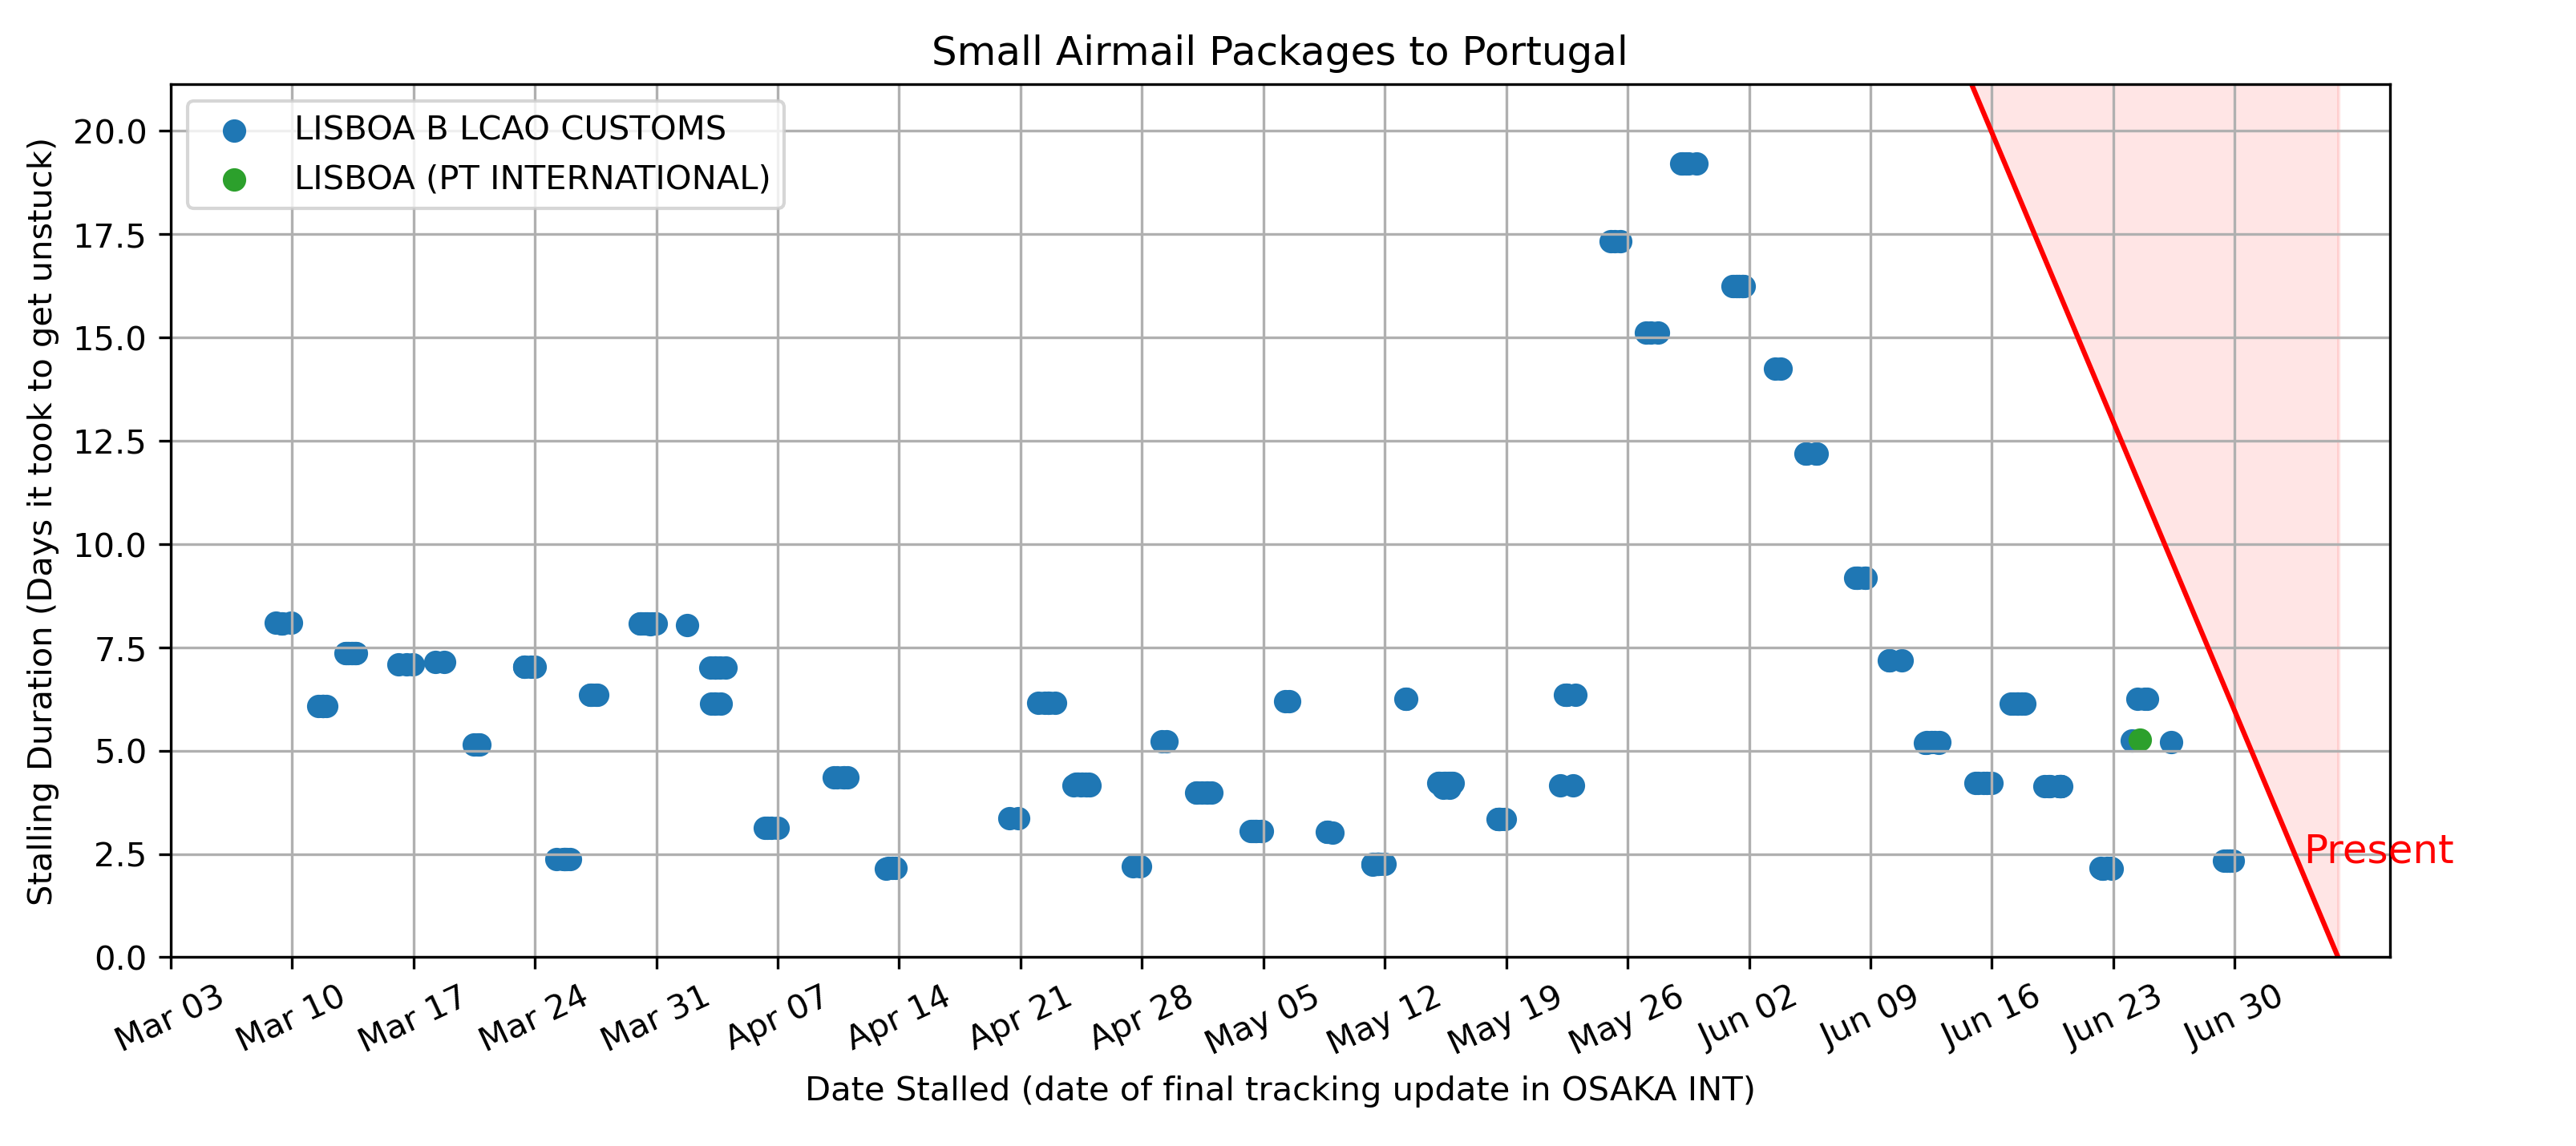 Small Airmail Packages to Portugal
LISBOA B LCAO CUSTOMS
LISBOA (PT INTERNATIONAL)
Stalling Duration (Days it took to get unstuck)
20.0
17.5
15.0
12.5
10.0
7.5
5.0
2.5
0.0
Present
Mar 03
Mar 10
Mar 17
Mar 24
Mar 31
Apr 07
Apr 14
Apr 21
Apr 28
May 05
May 12
May 19
May 26
Jun 02
Jun 09
Jun 16
Jun 23
Jun 30
Date Stalled (date of final tracking update in OSAKA INT)